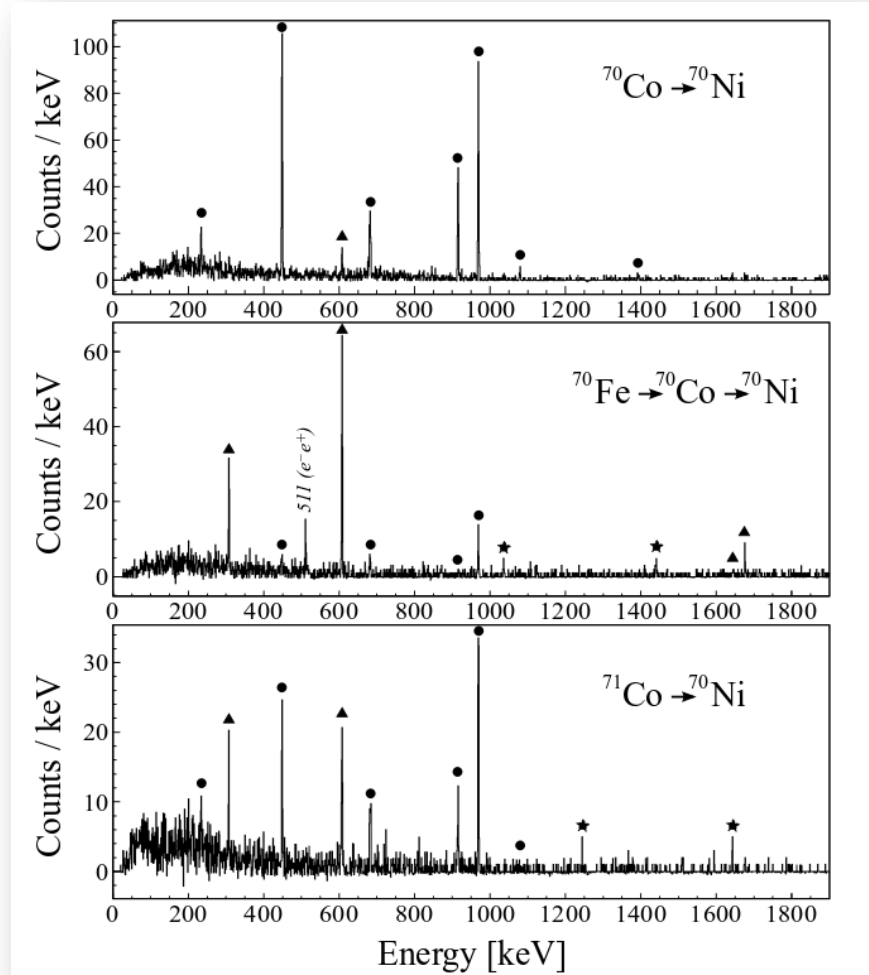 Counts / keV
100
80
60
40
20
0
⁷⁰Co → ⁷⁰Ni
0 200 400 600 800 1000 1200 1400 1600 1800
Counts / keV
60
40
20
0
511 (e⁻e⁺)
⁷⁰Fe → ⁷⁰Co → ⁷⁰Ni
0 200 400 600 800 1000 1200 1400 1600 1800
Counts / keV
30
20
10
0
⁷¹Co → ⁷⁰Ni
0 200 400 600 800 1000 1200 1400 1600 1800
Energy [keV]